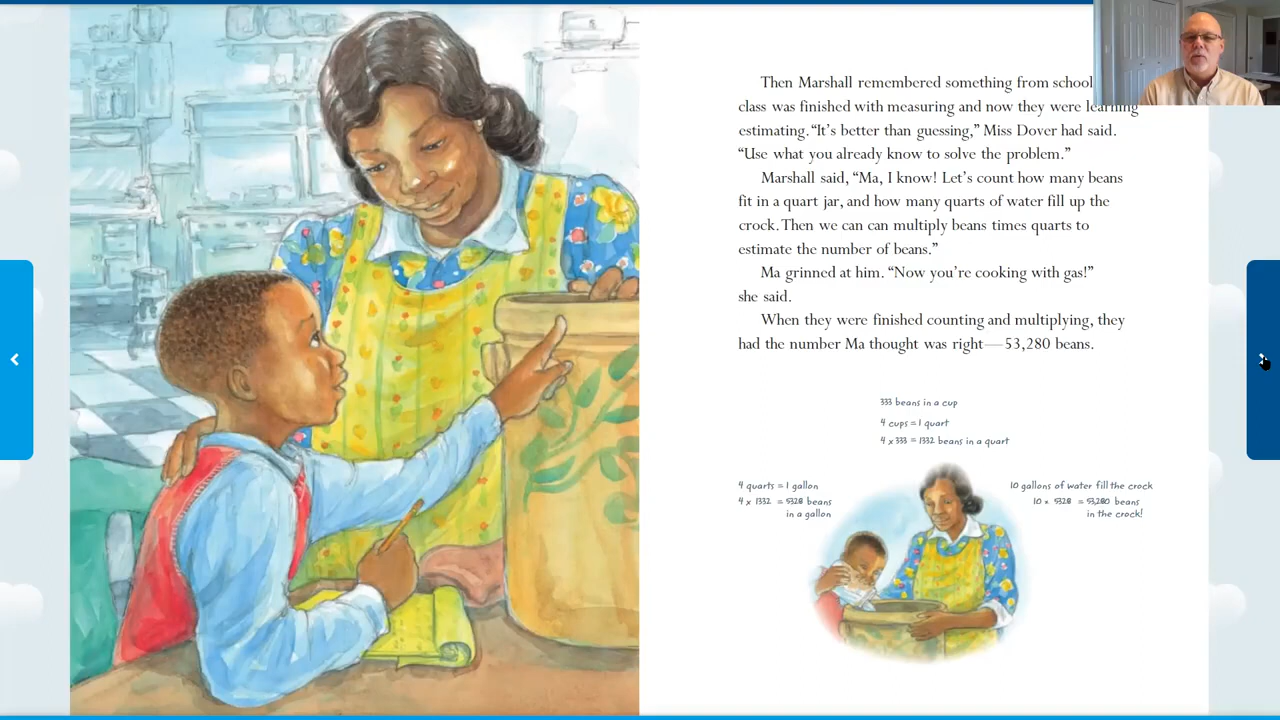 Then Marshall remembered something from school
class was finished with measuring and now they were learning
estimating. “It’s better than guessing,” Miss Dover had said.
“Use what you already know to solve the problem.”
Marshall said, “Ma, I know! Let’s count how many beans
fit in a quart jar, and how many quarts of water fill up the
crock. Then we can can multiply beans times quarts to
estimate the number of beans.”
Ma grinned at him. “Now you’re cooking with gas!”
she said.
When they were finished counting and multiplying, they
had the number Ma thought was right—53,280 beans.
333 beans in a cup
4 cups = 1 quart
4 x 333 = 1332 beans in a quart
4 quarts = 1 gallon
4 x 1332 = 5328 beans
in a gallon
10 gallons of water fill the crock
10 x 5328 = 53,280 beans
in the crock!